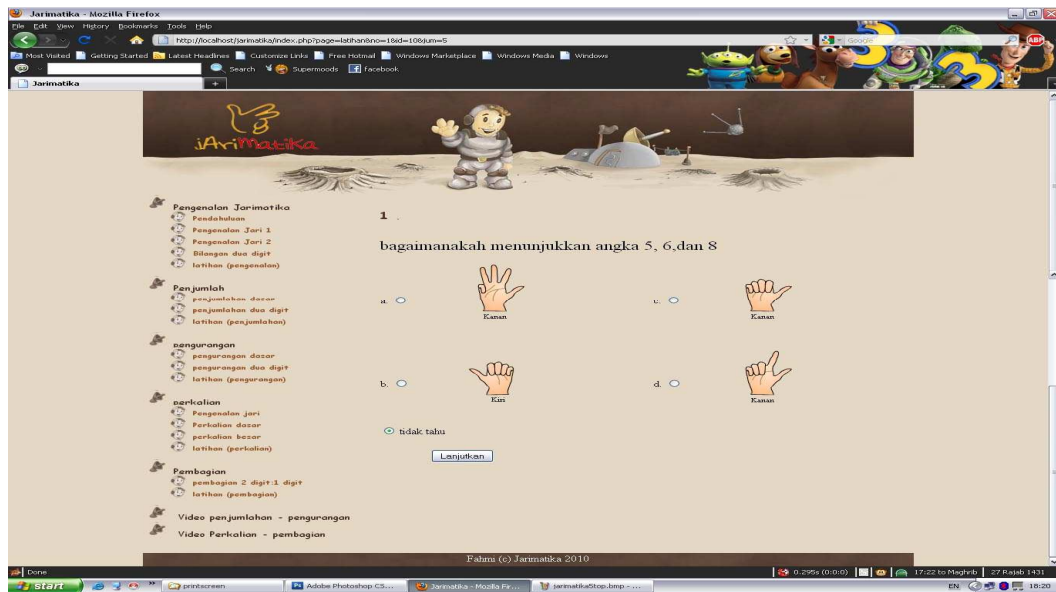 Jarimatika - Mozilla Firefox
File Edit View History Bookmarks Tools Help
http://localhost/jarimatika/index.php?page=latihan&no=1&id=10&jum=5
Google
ABP
Most Visited Getting Started Latest Headlines Customize Links Free Hotmail Windows Marketplace Windows Media Windows
Search Supermoods Facebook
Jarimatika
jAriMatika
Pengenalan Jarimatika
Pendahuluan
Pengenalan Jari 1
Pengenalan Jari 2
Bilangan dua digit
latihan (pengenalan)
Penjumlah
penjumlahan dasar
penjumlahan dua digit
latihan (penjumlahan)
pengurangan
pengurangan dasar
pengurangan dua digit
latihan (pengurangan)
perkalian
Pengenalan jari
Perkalian dasar
perkalian besar
latihan (perkalian)
Pembagian
pembagian 2 digit:1 digit
latihan (pembagian)
Video penjumlahan - pengurangan
Video Perkalian - pembagian
1 .
bagaimanakah menunjukkan angka 5, 6,dan 8
a.
Kanan
c.
Kanan
b.
Kiri
d.
Kanan
tidak tahu
Lanjutkan
Fahmi (c) Jarimatika 2010
Done
0.295s (0:0:0) 17:22 to Maghrib 27 Rajab 1431
start printscreen Adobe Photoshop CS... Jarimatika - Mozilla Fir... jarimatikaStop.bmp - ... EN 18:20